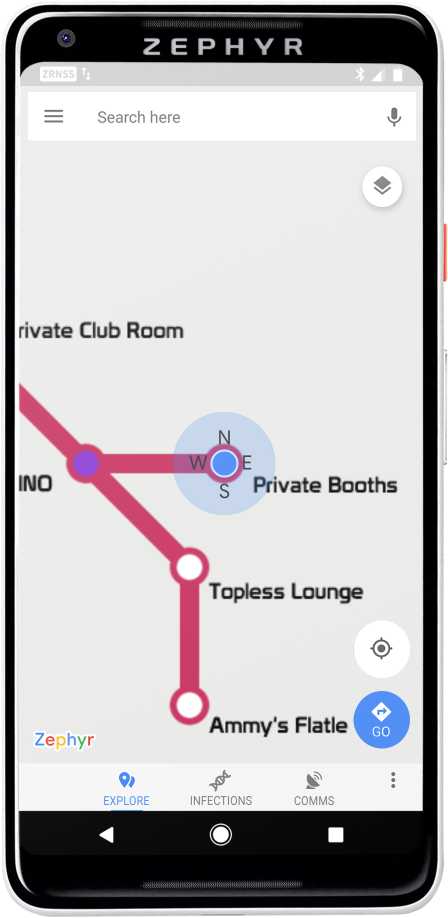 ZEPHYR
ZRNSS
Search here
rivate Club Room
N
W E
S
INO
Private Booths
Topless Lounge
Ammy's Flatle
GO
Zephyr
EXPLORE INFECTIONS COMMS